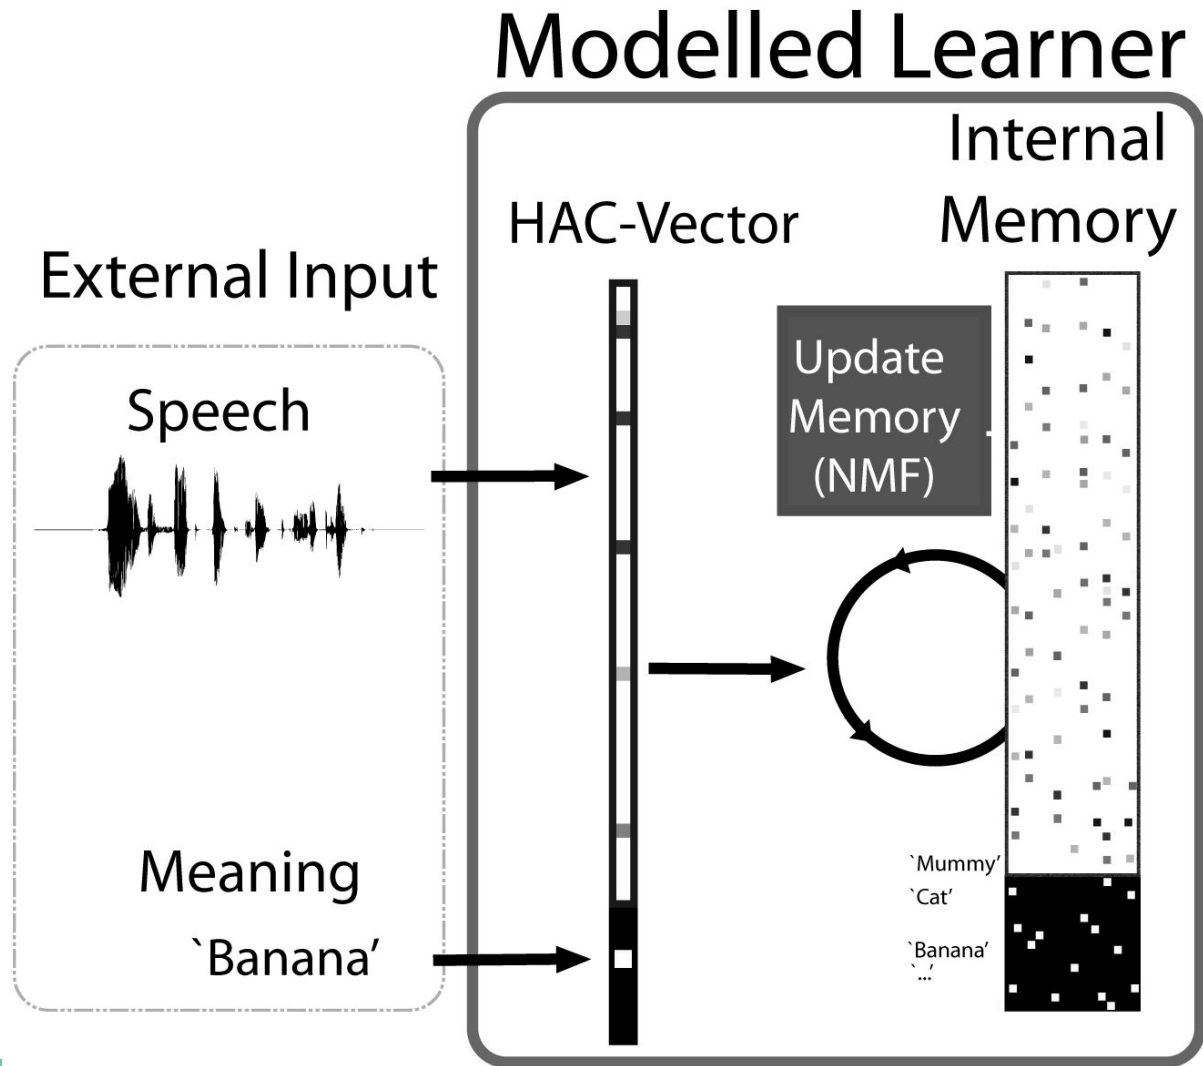 Modelled Learner
Internal
Memory
HAC-Vector
External Input
Speech
Update
Memory
(NMF)
Meaning
`Banana’
`Mummy’
`Cat’
`Banana’
`...’